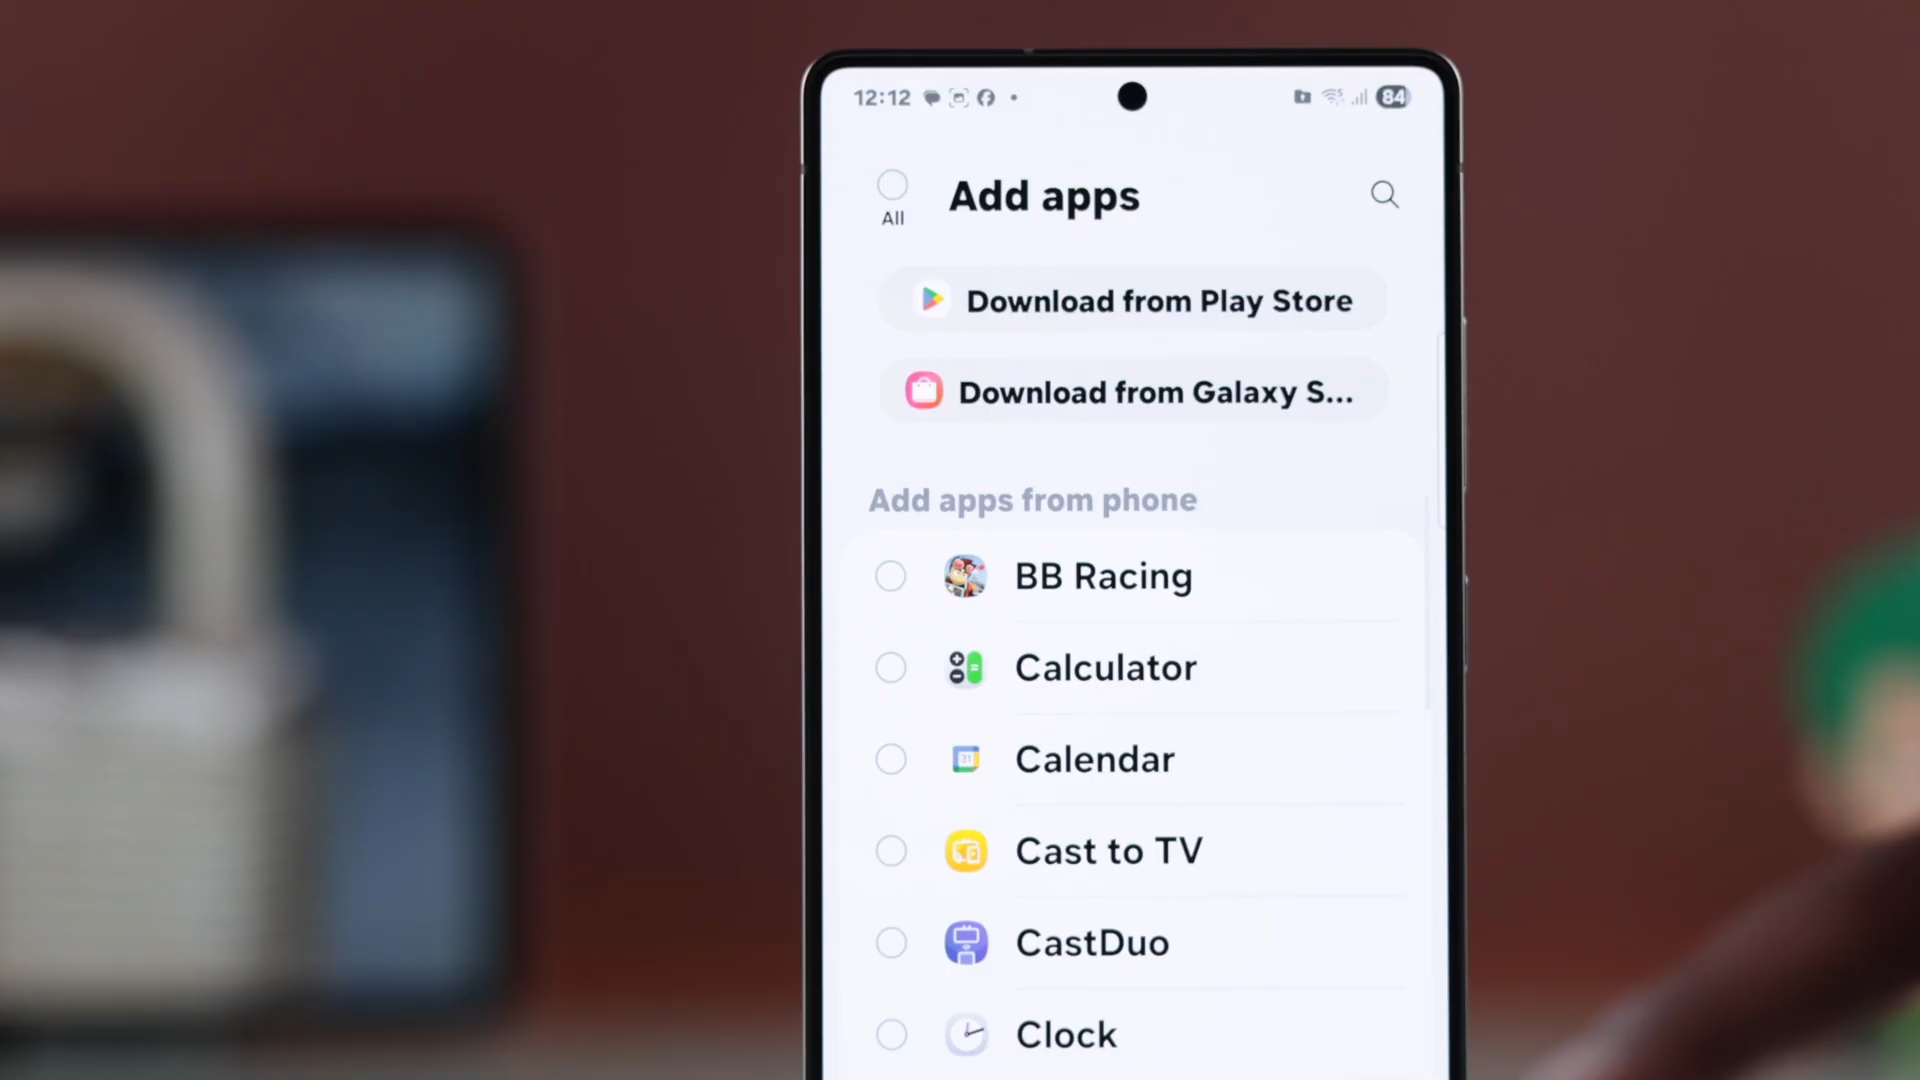 12:12
84
Add apps
All
Download from Play Store
Download from Galaxy S...
Add apps from phone
BB Racing
Calculator
31
Calendar
Cast to TV
CastDuo
Clock